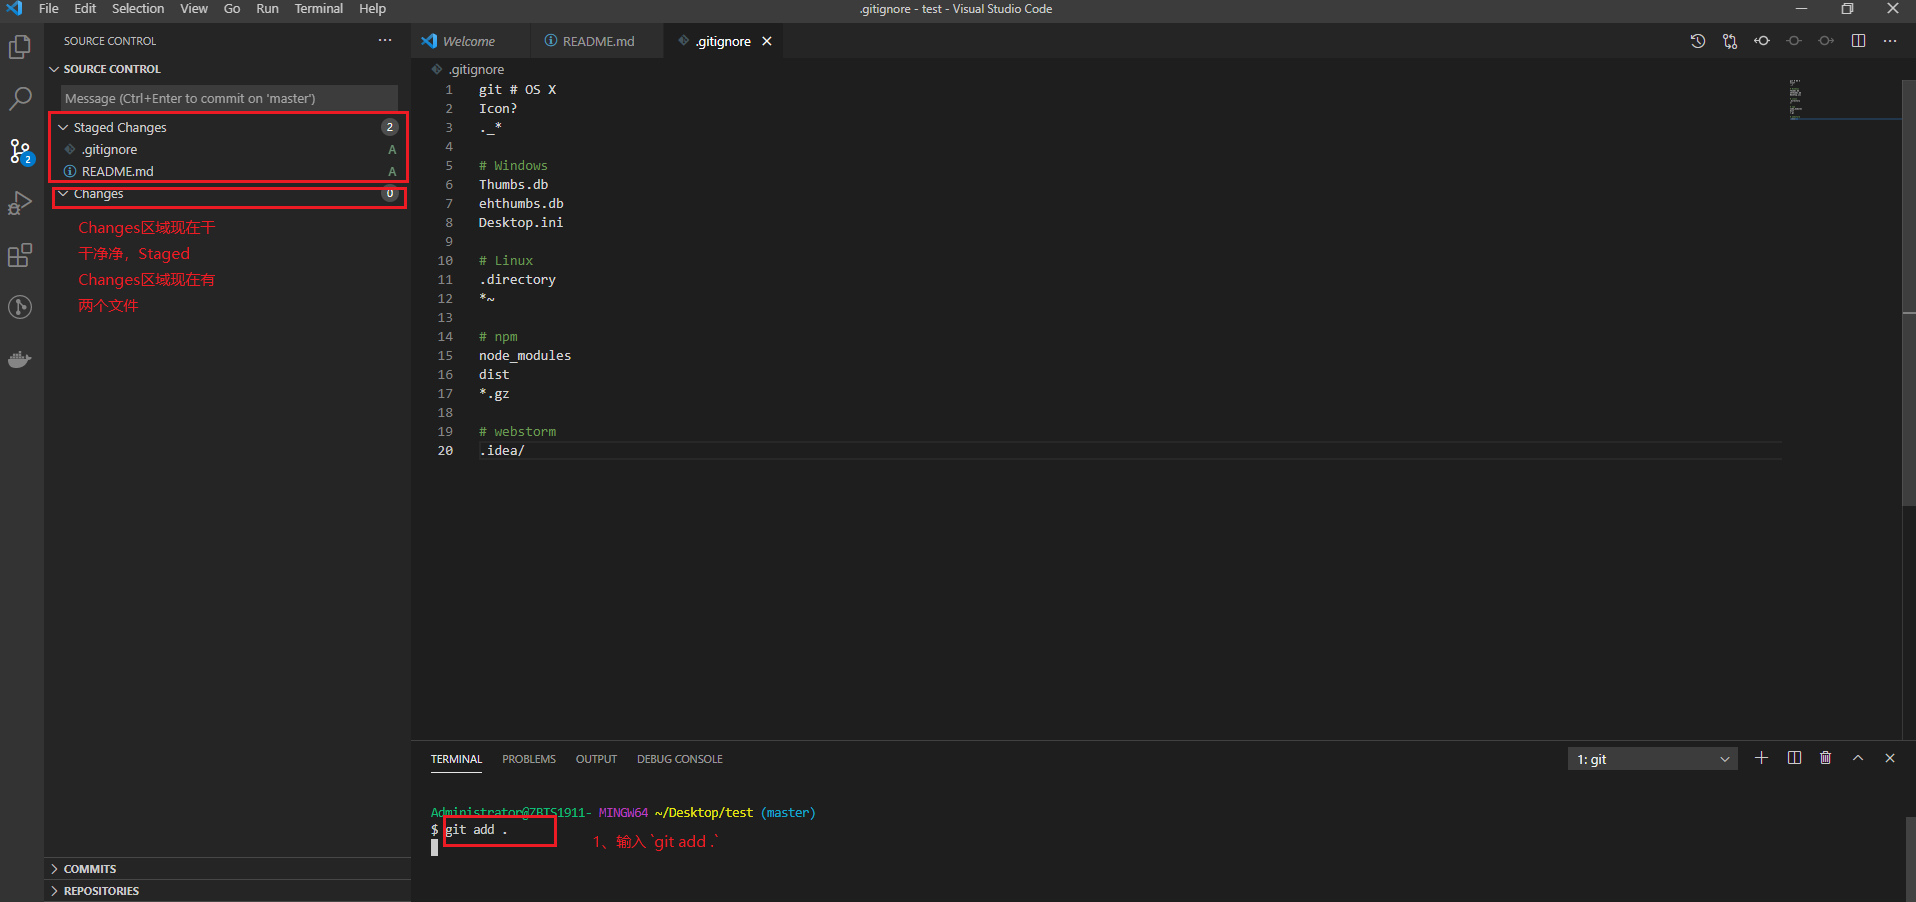 File Edit Selection View Go Run Terminal Help
.gitignore - test - Visual Studio Code
SOURCE CONTROL
SOURCE CONTROL
Message (Ctrl+Enter to commit on 'master')
Staged Changes 2
.gitignore A
README.md A
Changes 0
Changes区域现在干
干净净，Staged
Changes区域现在有
两个文件
2
COMMITS
REPOSITORIES
Welcome README.md .gitignore
.gitignore
1 git # OS X
2 Icon?
3 ._*
4
5 # Windows
6 Thumbs.db
7 ehthumbs.db
8 Desktop.ini
9
10 # Linux
11 .directory
12 *~
13
14 # npm
15 node_modules
16 dist
17 *.gz
18
19 # webstorm
20 .idea/
TERMINAL PROBLEMS OUTPUT DEBUG CONSOLE
1: git
Administrator@ZBTS1911- MINGW64 ~/Desktop/test (master)
$ git add .
1、输入 `git add .`